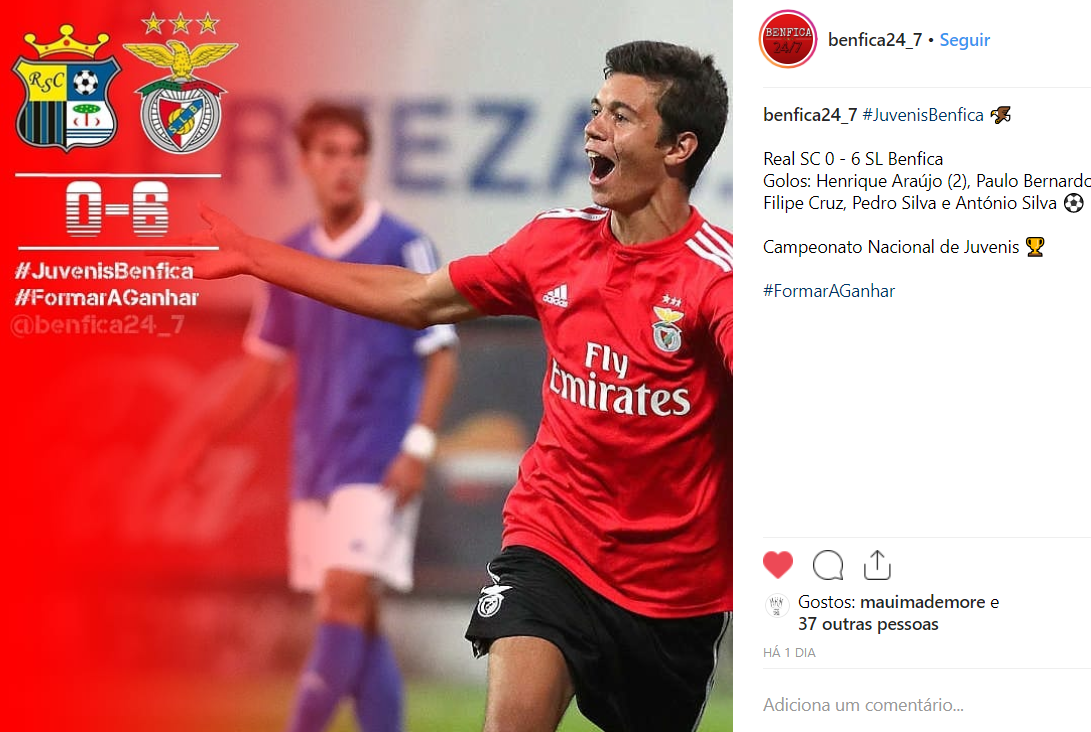 RSC
SLB
0-6
#JuvenisBenfica
#FormarAGanhar
@benfica24_7
adidas
Fly
Emirates
BENFICA
24/7
benfica24_7 • Seguir
benfica24_7 #JuvenisBenfica
Real SC 0 - 6 SL Benfica
Golos: Henrique Araújo (2), Paulo Bernardo
Filipe Cruz, Pedro Silva e António Silva ⚽
Campeonato Nacional de Juvenis 🏆
#FormarAGanhar
Gostos: mauimademore e
37 outras pessoas
HÁ 1 DIA
Adiciona um comentário...